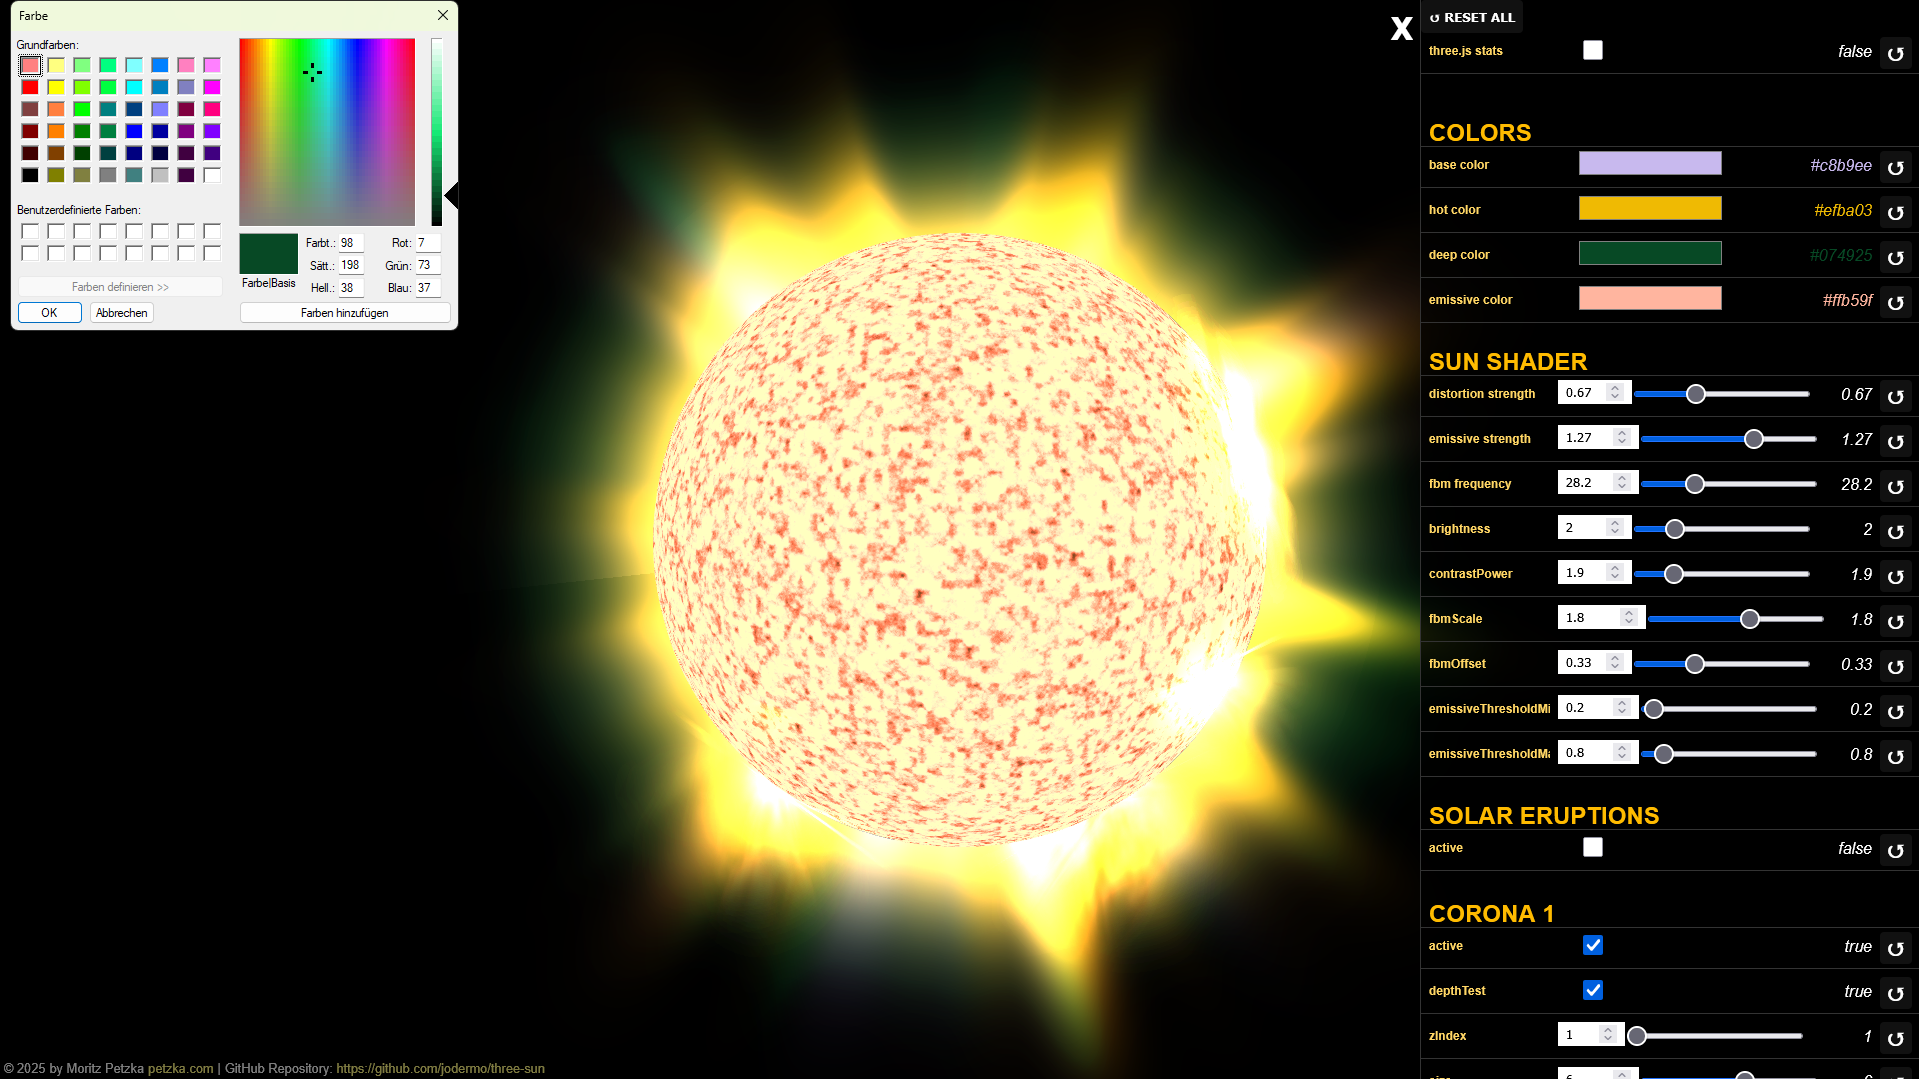 Farbe
Grundfarben:
Benutzerdefinierte Farben:
Farben definieren >>
OK
Abbrechen
Farbe|Basis
Farbt.: 98
Sätt.: 198
Hell.: 38
Rot: 7
Grün: 73
Blau: 37
Farben hinzufügen
X
↺ RESET ALL
three.js stats false ↺
COLORS
base color #c8b9ee ↺
hot color #efba03 ↺
deep color #074925 ↺
emissive color #ffb59f ↺
SUN SHADER
distortion strength 0.67 0.67 ↺
emissive strength 1.27 1.27 ↺
fbm frequency 28.2 28.2 ↺
brightness 2 2 ↺
contrastPower 1.9 1.9 ↺
fbmScale 1.8 1.8 ↺
fbmOffset 0.33 0.33 ↺
emissiveThresholdMi 0.2 0.2 ↺
emissiveThresholdMa 0.8 0.8 ↺
SOLAR ERUPTIONS
active false ↺
CORONA 1
active true ↺
depthTest true ↺
zIndex 1 1 ↺
© 2025 by Moritz Petzka petzka.com | GitHub Repository: https://github.com/jodermo/three-sun